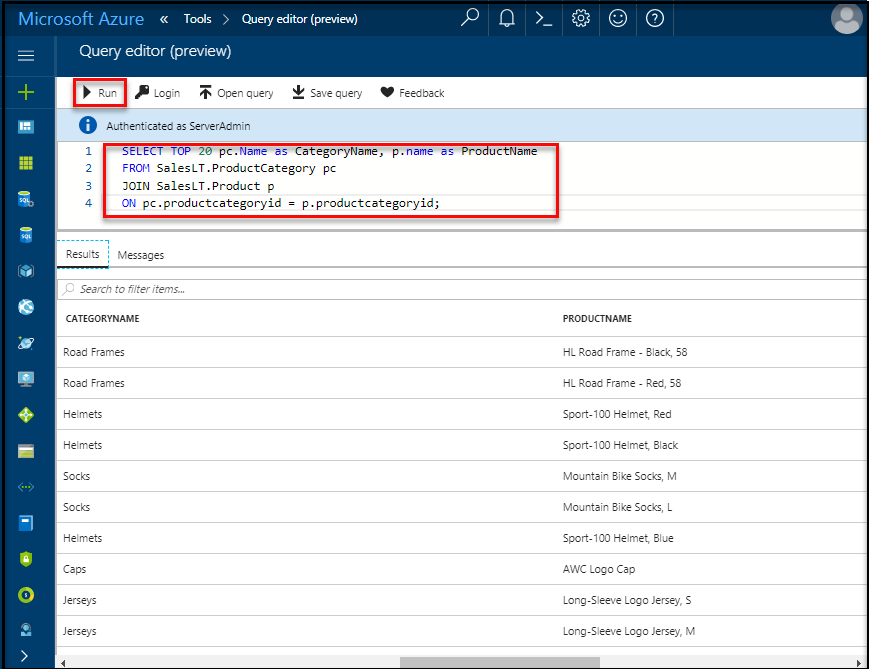 Microsoft Azure « Tools > Query editor (preview)
Query editor (preview)
Run Login Open query Save query Feedback
Authenticated as ServerAdmin
1 SELECT TOP 20 pc.Name as CategoryName, p.name as ProductName
2 FROM SalesLT.ProductCategory pc
3 JOIN SalesLT.Product p
4 ON pc.productcategoryid = p.productcategoryid;
Results Messages
Search to filter items...
CATEGORYNAME PRODUCTNAME
Road Frames HL Road Frame - Black, 58
Road Frames HL Road Frame - Red, 58
Helmets Sport-100 Helmet, Red
Helmets Sport-100 Helmet, Black
Socks Mountain Bike Socks, M
Socks Mountain Bike Socks, L
Helmets Sport-100 Helmet, Blue
Caps AWC Logo Cap
Jerseys Long-Sleeve Logo Jersey, S
Jerseys Long-Sleeve Logo Jersey, M